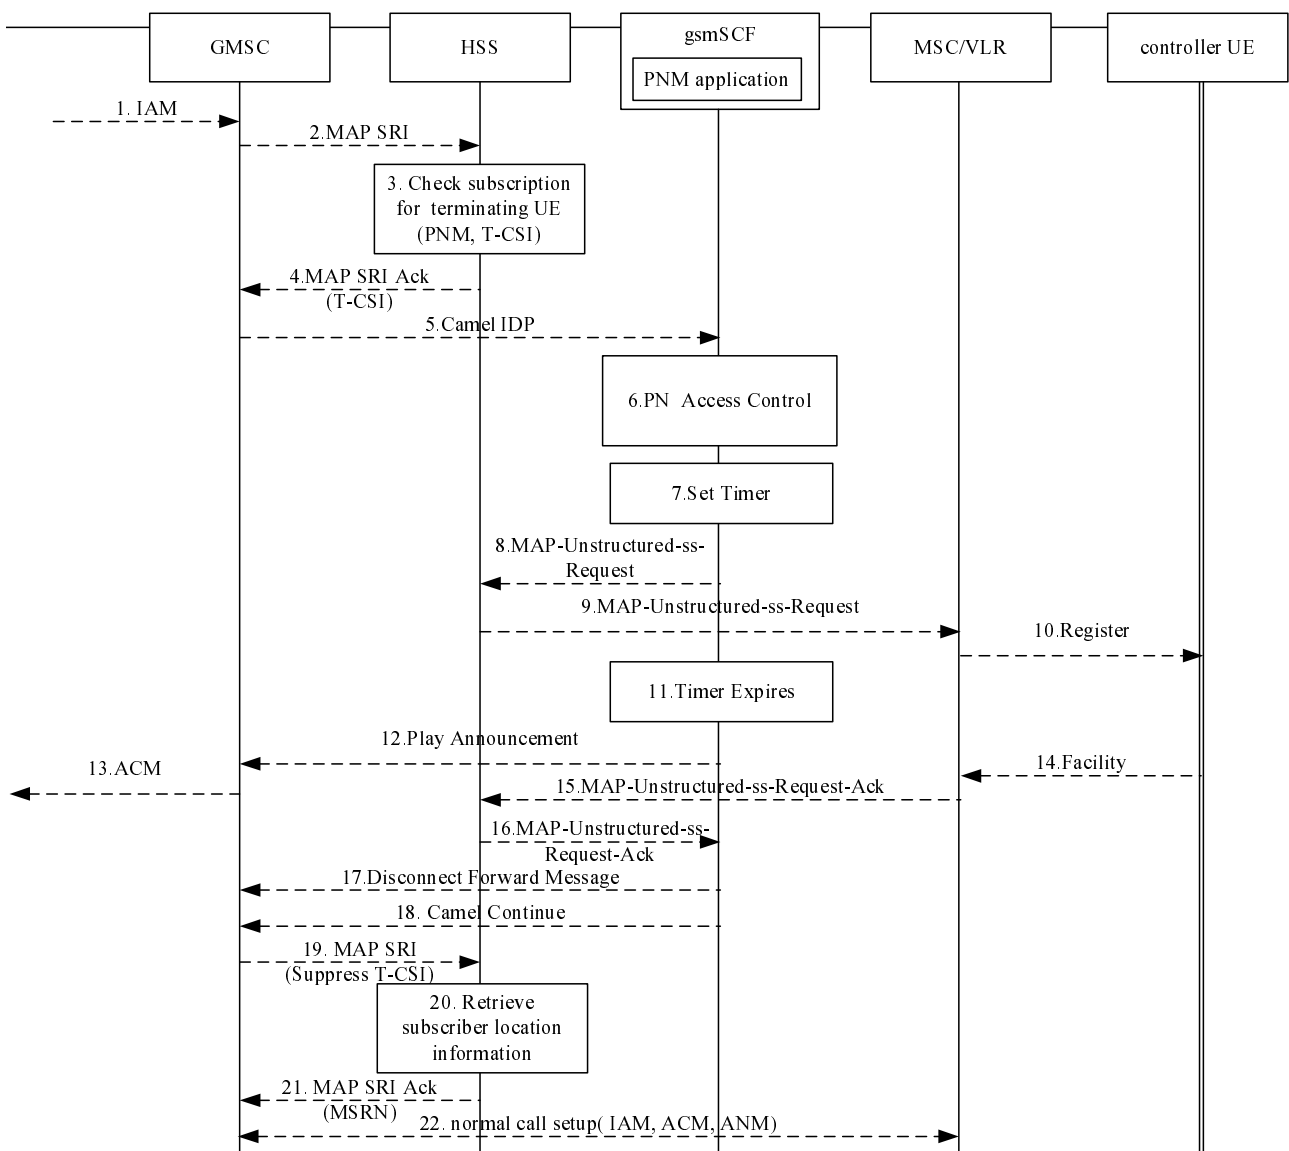 GMSC
HSS
gsmSCF
PNM application
MSC/VLR
controller UE
1. IAM
2.MAP SRI
3. Check subscription
for terminating UE
(PNM, T-CSI)
4.MAP SRI Ack
(T-CSI)
5.Camel IDP
6.PN Access Control
7.Set Timer
8.MAP-Unstructured-ss-
Request
9.MAP-Unstructured-ss-Request
10.Register
11.Timer Expires
12.Play Announcement
13.ACM
14.Facility
15.MAP-Unstructured-ss-Request-Ack
16.MAP-Unstructured-ss-
Request-Ack
17.Disconnect Forward Message
18. Camel Continue
19. MAP SRI
(Suppress T-CSI)
20. Retrieve
subscriber location
information
21. MAP SRI Ack
(MSRN)
22. normal call setup( IAM, ACM, ANM)